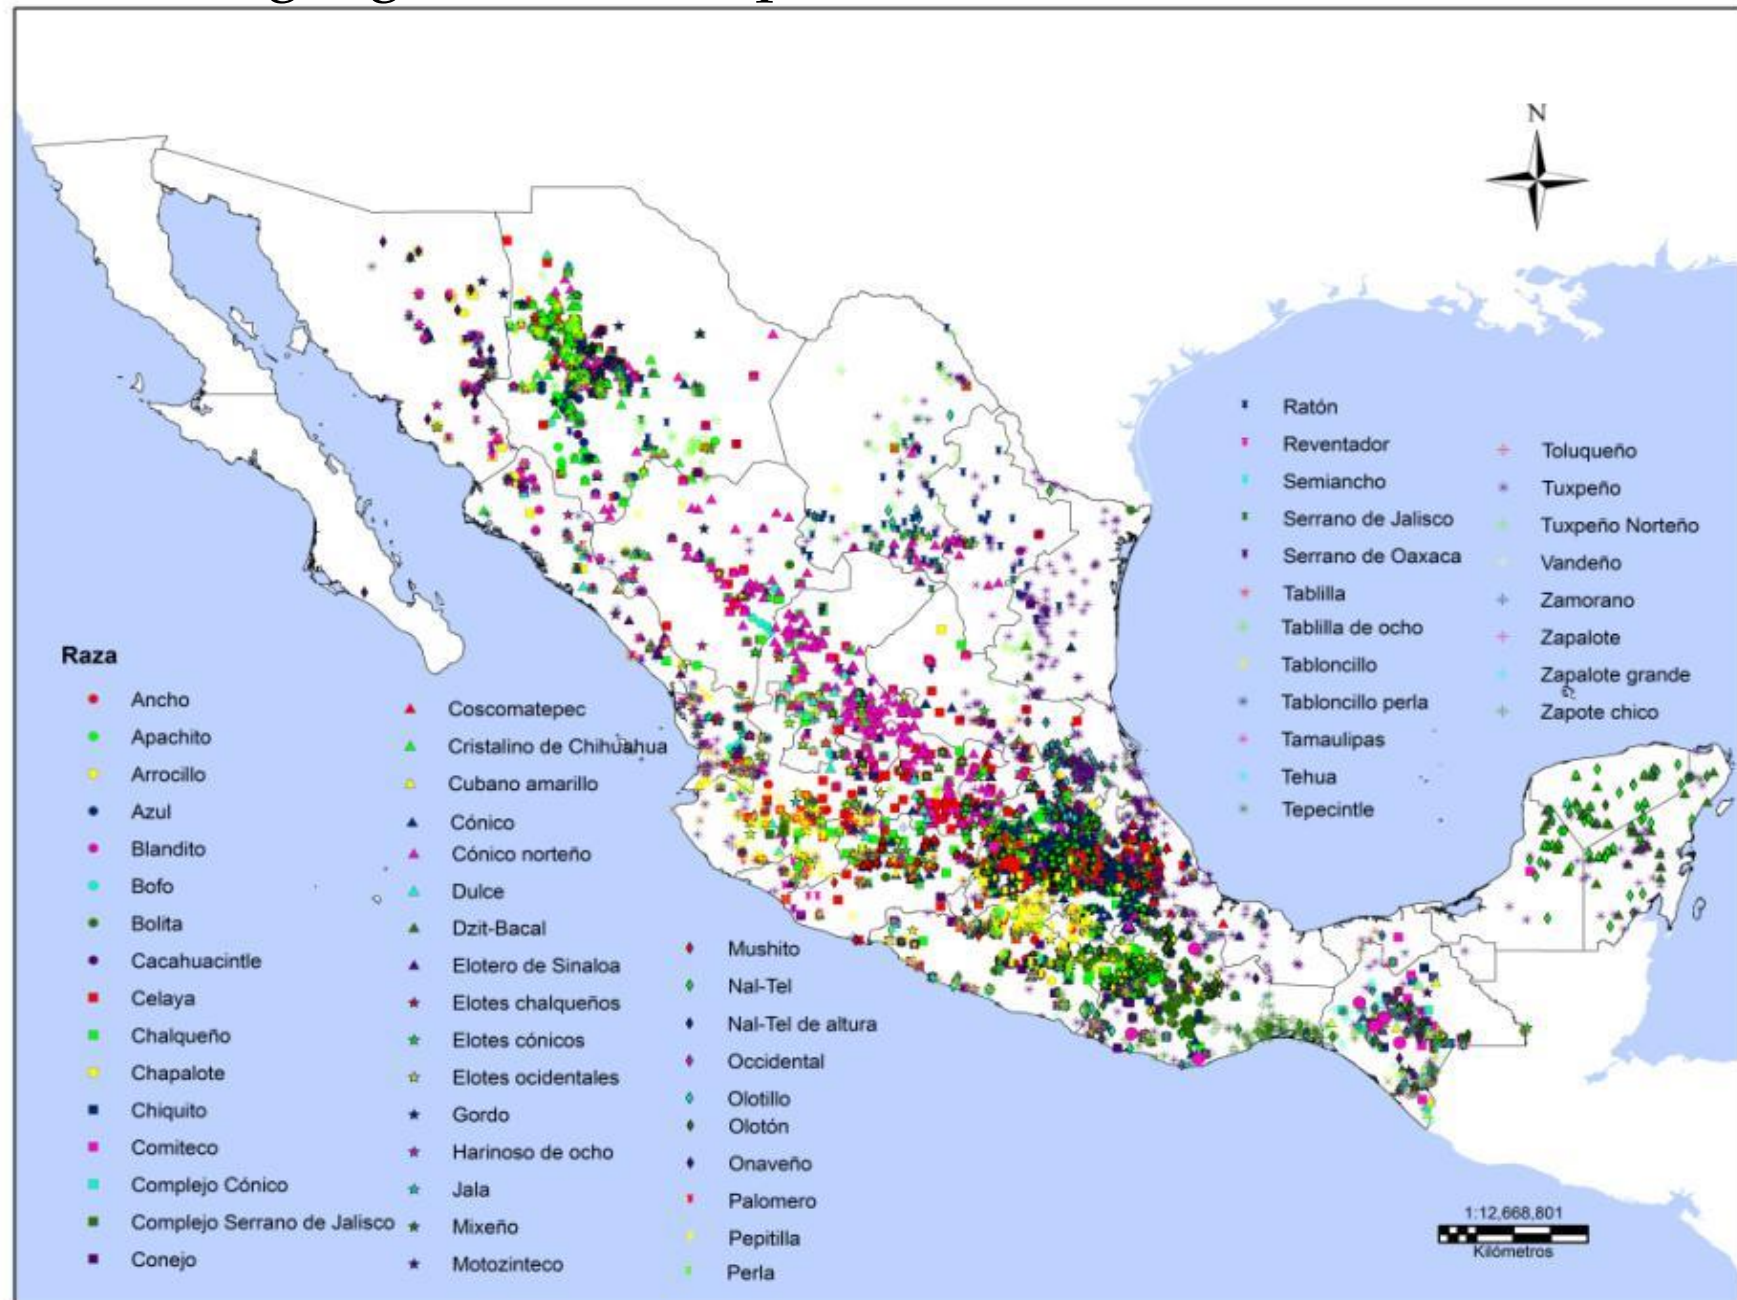 N
Raza
Ancho
Apachito
Arrocillo
Azul
Blandito
Bofo
Bolita
Cacahuacintle
Celaya
Chalqueño
Chapalote
Chiquito
Comiteco
Complejo Cónico
Complejo Serrano de Jalisco
Conejo
Coscomatepec
Cristalino de Chihuahua
Cubano amarillo
Cónico
Cónico norteño
Dulce
Dzit-Bacal
Elotero de Sinaloa
Elotes chalqueños
Elotes cónicos
Elotes ocidentales
Gordo
Harinoso de ocho
Jala
Mixeño
Motozinteco
Mushito
Nal-Tel
Nal-Tel de altura
Occidental
Olotillo
Olotón
Onaveño
Palomero
Pepitilla
Perla
Ratón
Reventador
Semiancho
Serrano de Jalisco
Serrano de Oaxaca
Tablilla
Tablilla de ocho
Tabloncillo
Tabloncillo perla
Tamaulipas
Tehua
Tepecintle
Toluqueño
Tuxpeño
Tuxpeño Norteño
Vandeño
Zamorano
Zapalote
Zapalote grande
Zapote chico
1:12,668,801
Kilómetros